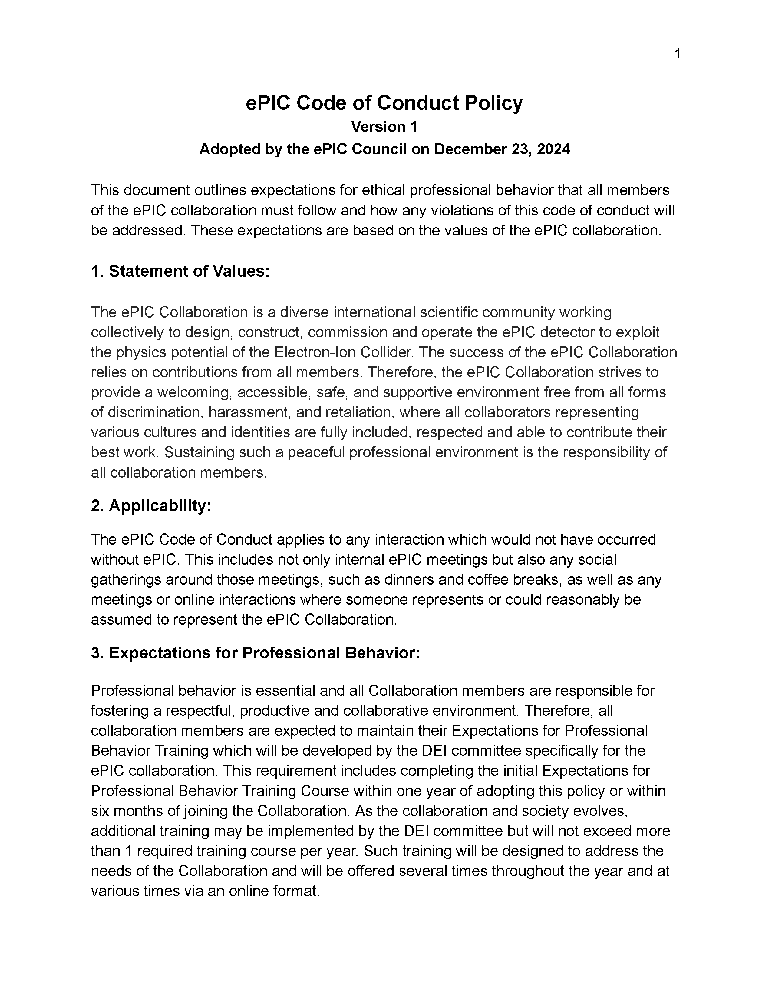 1
ePIC Code of Conduct Policy
Version 1
Adopted by the ePIC Council on December 23, 2024
This document outlines expectations for ethical professional behavior that all members
of the ePIC collaboration must follow and how any violations of this code of conduct will
be addressed. These expectations are based on the values of the ePIC collaboration.
1. Statement of Values:
The ePIC Collaboration is a diverse international scientific community working
collectively to design, construct, commission and operate the ePIC detector to exploit
the physics potential of the Electron-Ion Collider. The success of the ePIC Collaboration
relies on contributions from all members. Therefore, the ePIC Collaboration strives to
provide a welcoming, accessible, safe, and supportive environment free from all forms
of discrimination, harassment, and retaliation, where all collaborators representing
various cultures and identities are fully included, respected and able to contribute their
best work. Sustaining such a peaceful professional environment is the responsibility of
all collaboration members.
2. Applicability:
The ePIC Code of Conduct applies to any interaction which would not have occurred
without ePIC. This includes not only internal ePIC meetings but also any social
gatherings around those meetings, such as dinners and coffee breaks, as well as any
meetings or online interactions where someone represents or could reasonably be
assumed to represent the ePIC Collaboration.
3. Expectations for Professional Behavior:
Professional behavior is essential and all Collaboration members are responsible for
fostering a respectful, productive and collaborative environment. Therefore, all
collaboration members are expected to maintain their Expectations for Professional
Behavior Training which will be developed by the DEI committee specifically for the
ePIC collaboration. This requirement includes completing the initial Expectations for
Professional Behavior Training Course within one year of adopting this policy or within
six months of joining the Collaboration. As the collaboration and society evolves,
additional training may be implemented by the DEI committee but will not exceed more
than 1 required training course per year. Such training will be designed to address the
needs of the Collaboration and will be offered several times throughout the year and at
various times via an online format.